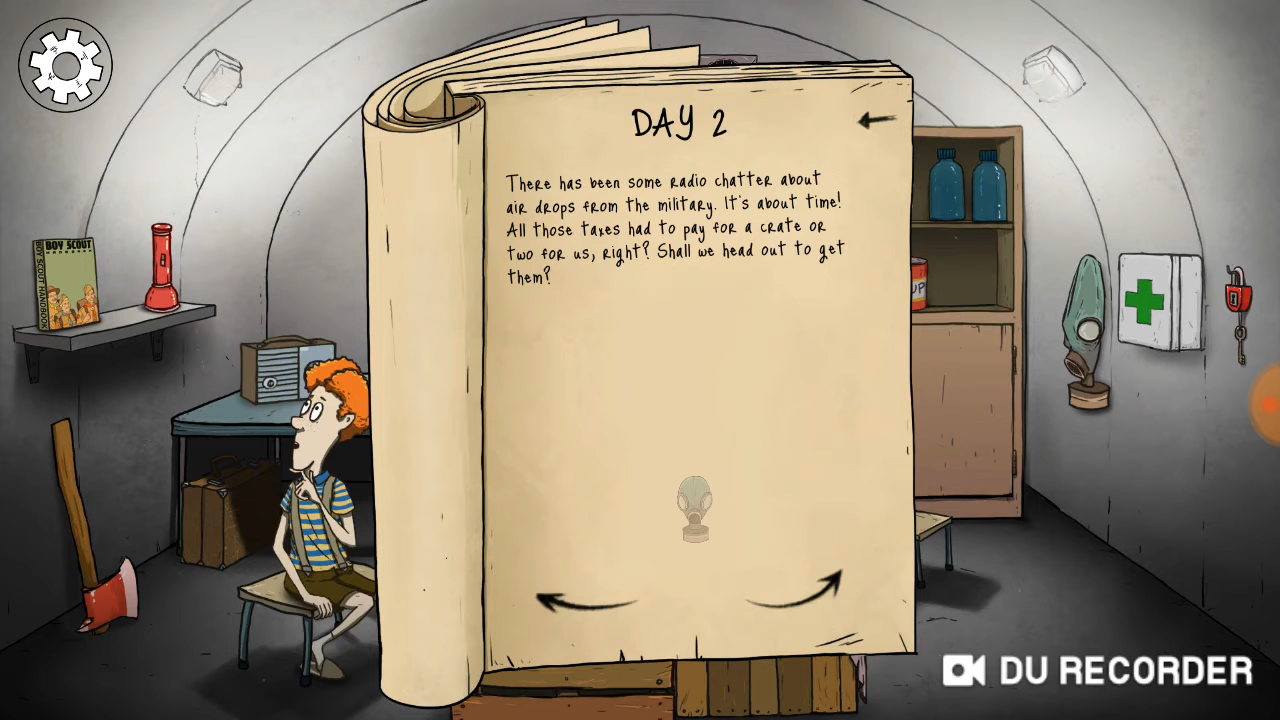 DAY 2
There has been some radio chatter about
air drops from the military. It's about time!
All those taxes had to pay for a crate or
two for us, right? Shall we head out to get
them?
BOY SCOUT
BOY SCOUT HANDBOOK
UP
DU RECORDER